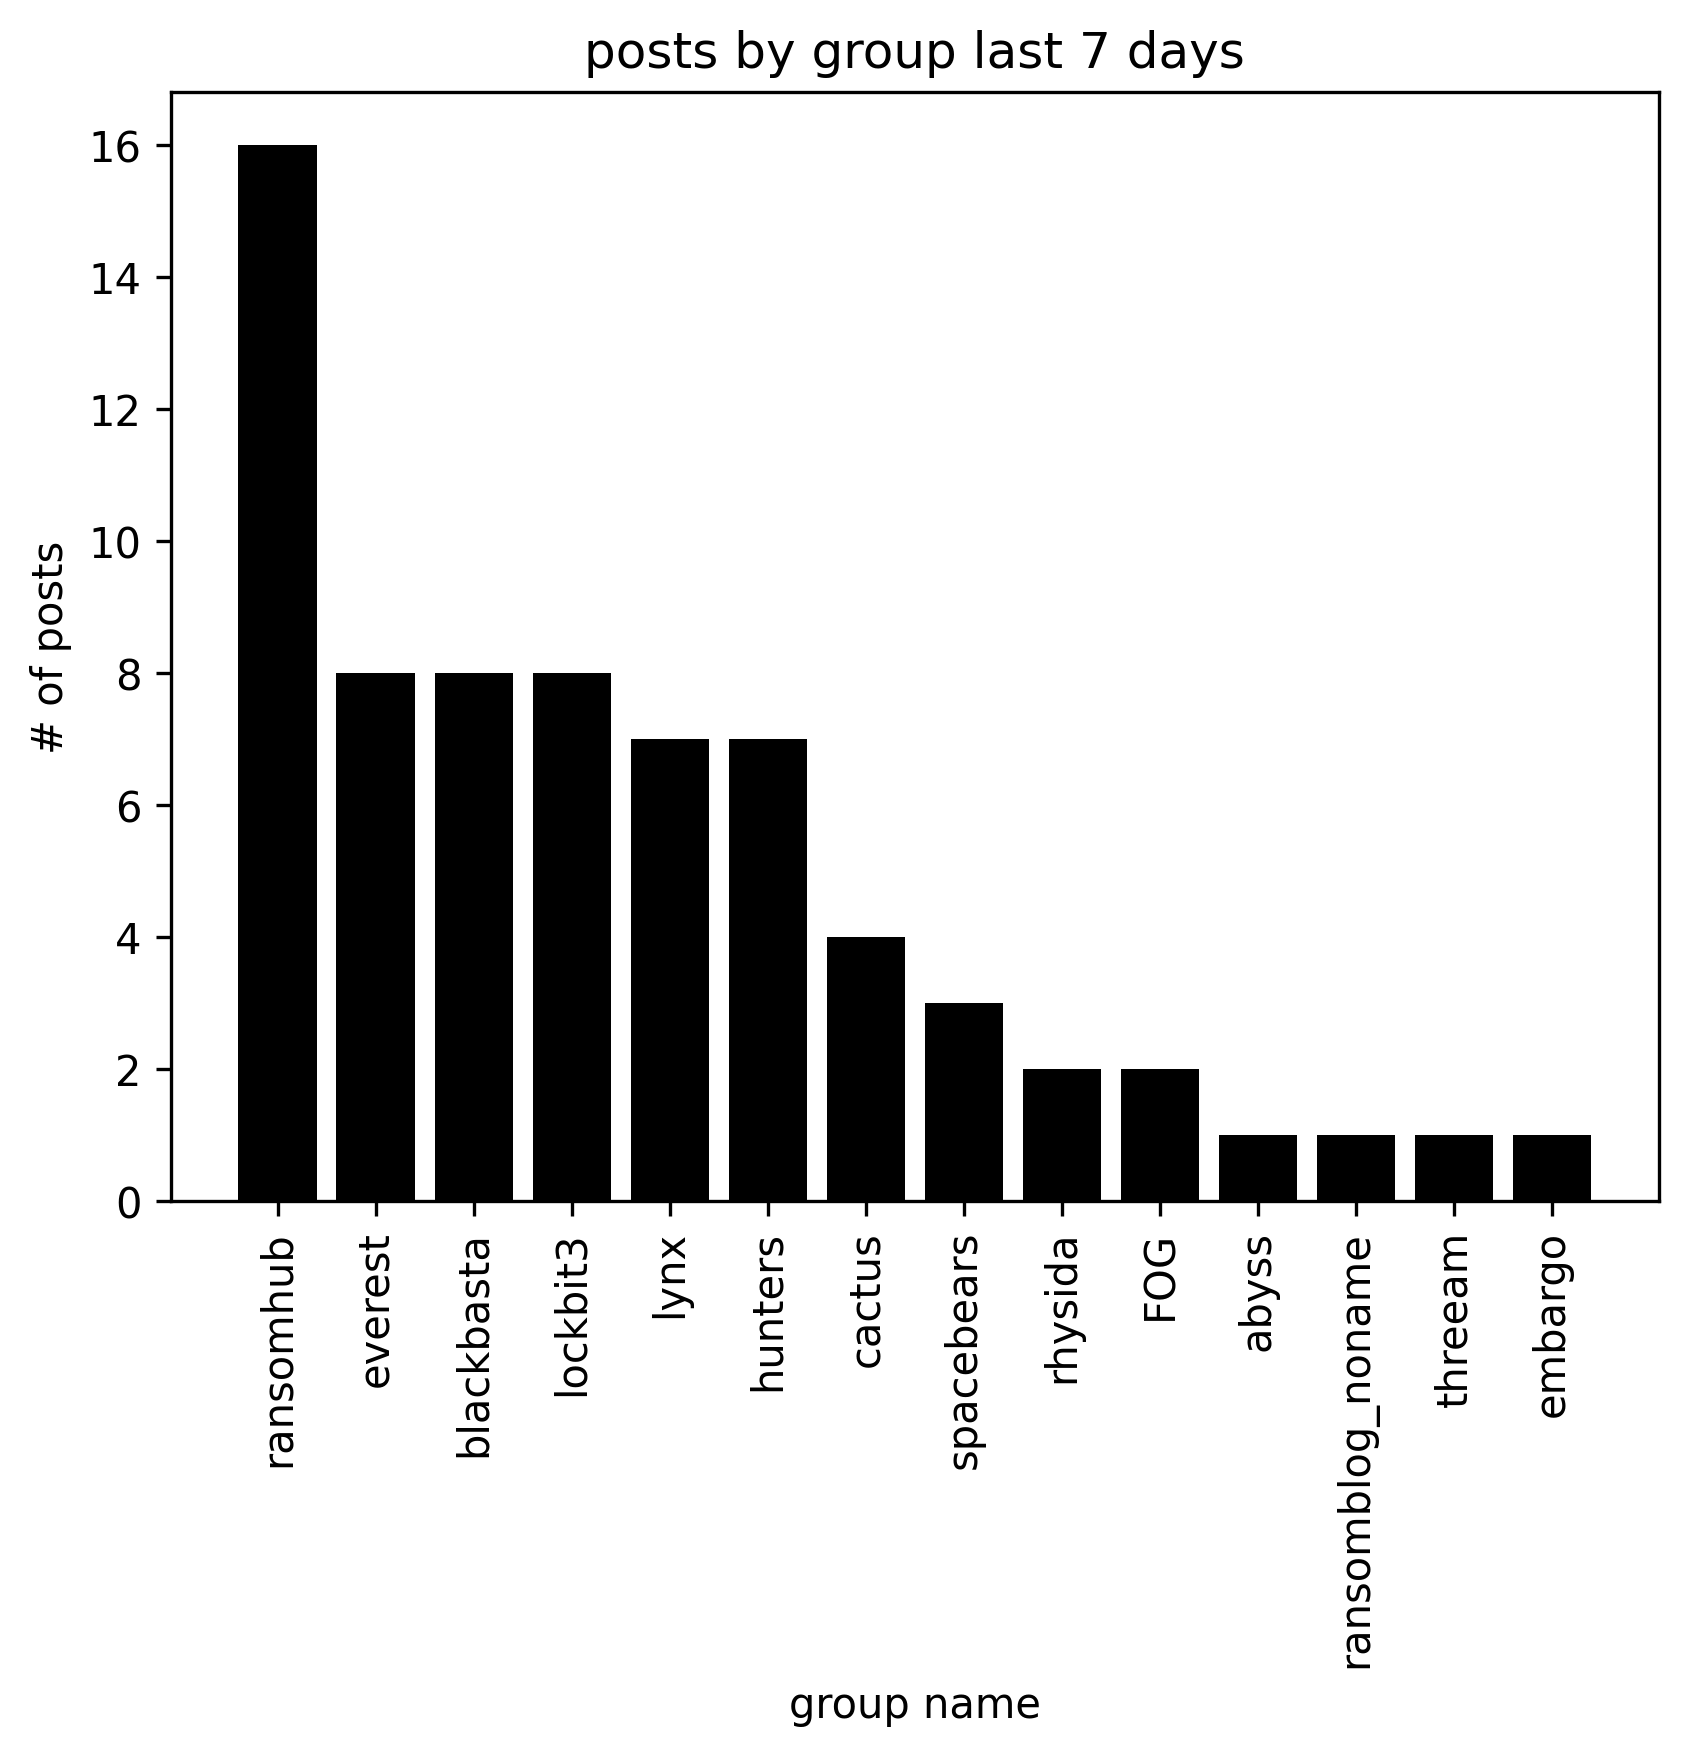 posts by group last 7 days
# of posts
16
14
12
10
8
6
4
2
0
ransomhub
everest
blackbasta
lockbit3
lynx
hunters
cactus
spacebears
rhysida
FOG
abyss
ransomblog_noname
threeam
embargo
group name